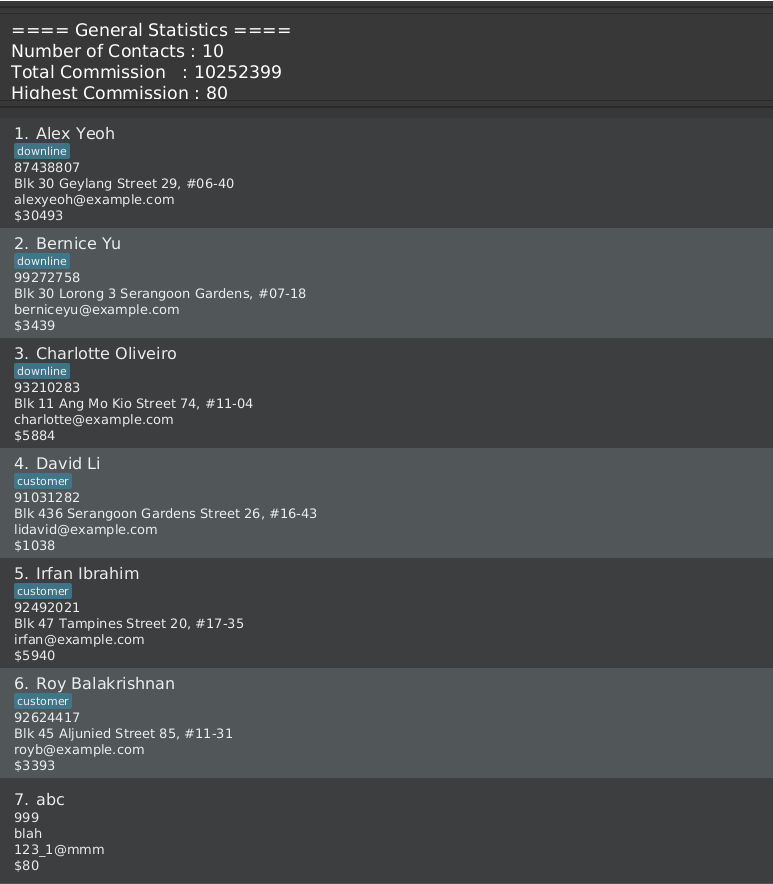 ==== General Statistics ====
Number of Contacts : 10
Total Commission   : 10252399
Highest Commission : 80
1. Alex Yeoh
downline
87438807
Blk 30 Geylang Street 29, #06-40
alexyeoh@example.com
$30493
2. Bernice Yu
downline
99272758
Blk 30 Lorong 3 Serangoon Gardens, #07-18
berniceyu@example.com
$3439
3. Charlotte Oliveiro
downline
93210283
Blk 11 Ang Mo Kio Street 74, #11-04
charlotte@example.com
$5884
4. David Li
customer
91031282
Blk 436 Serangoon Gardens Street 26, #16-43
lidavid@example.com
$1038
5. Irfan Ibrahim
customer
92492021
Blk 47 Tampines Street 20, #17-35
irfan@example.com
$5940
6. Roy Balakrishnan
customer
92624417
Blk 45 Aljunied Street 85, #11-31
royb@example.com
$3393
7. abc
999
blah
123_1@mmm
$80